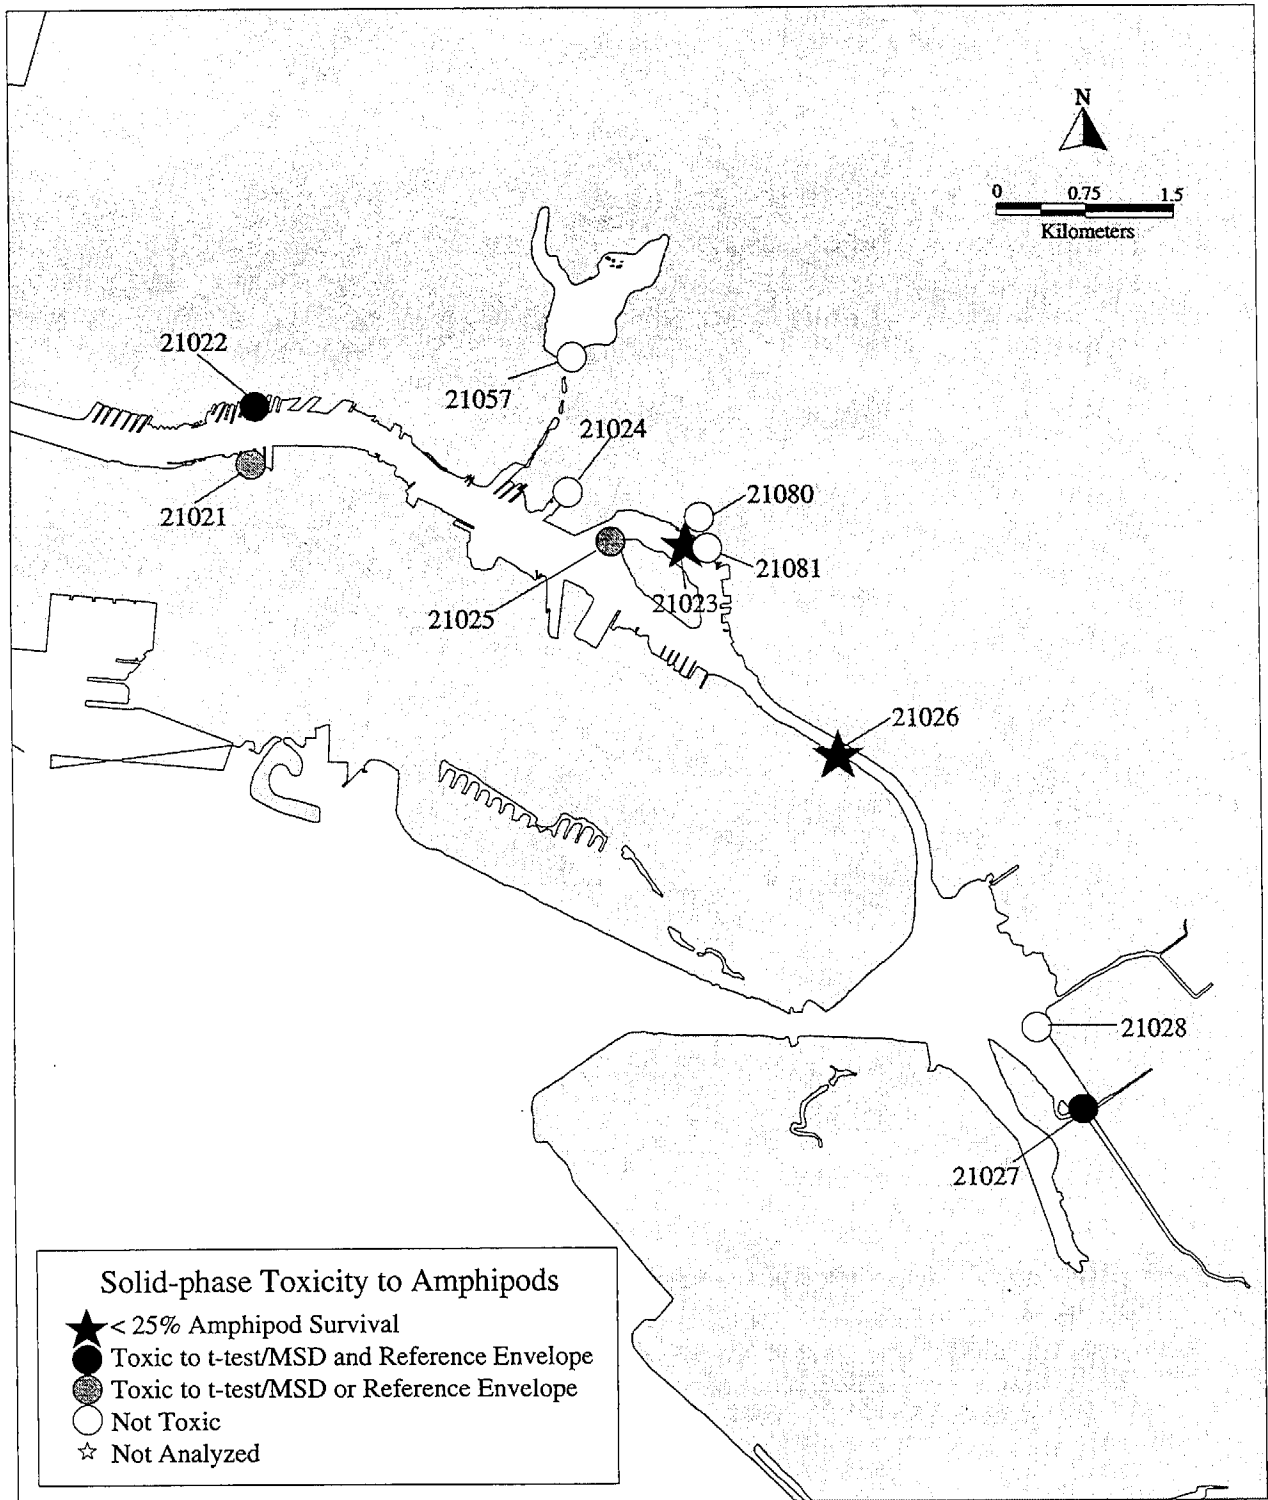 N
0 0.75 1.5
Kilometers
21022
21057
21024
21080
21021
21081
21023
21025
21026
21028
21027
Solid-phase Toxicity to Amphipods
< 25% Amphipod Survival
Toxic to t-test/MSD and Reference Envelope
Toxic to t-test/MSD or Reference Envelope
Not Toxic
Not Analyzed